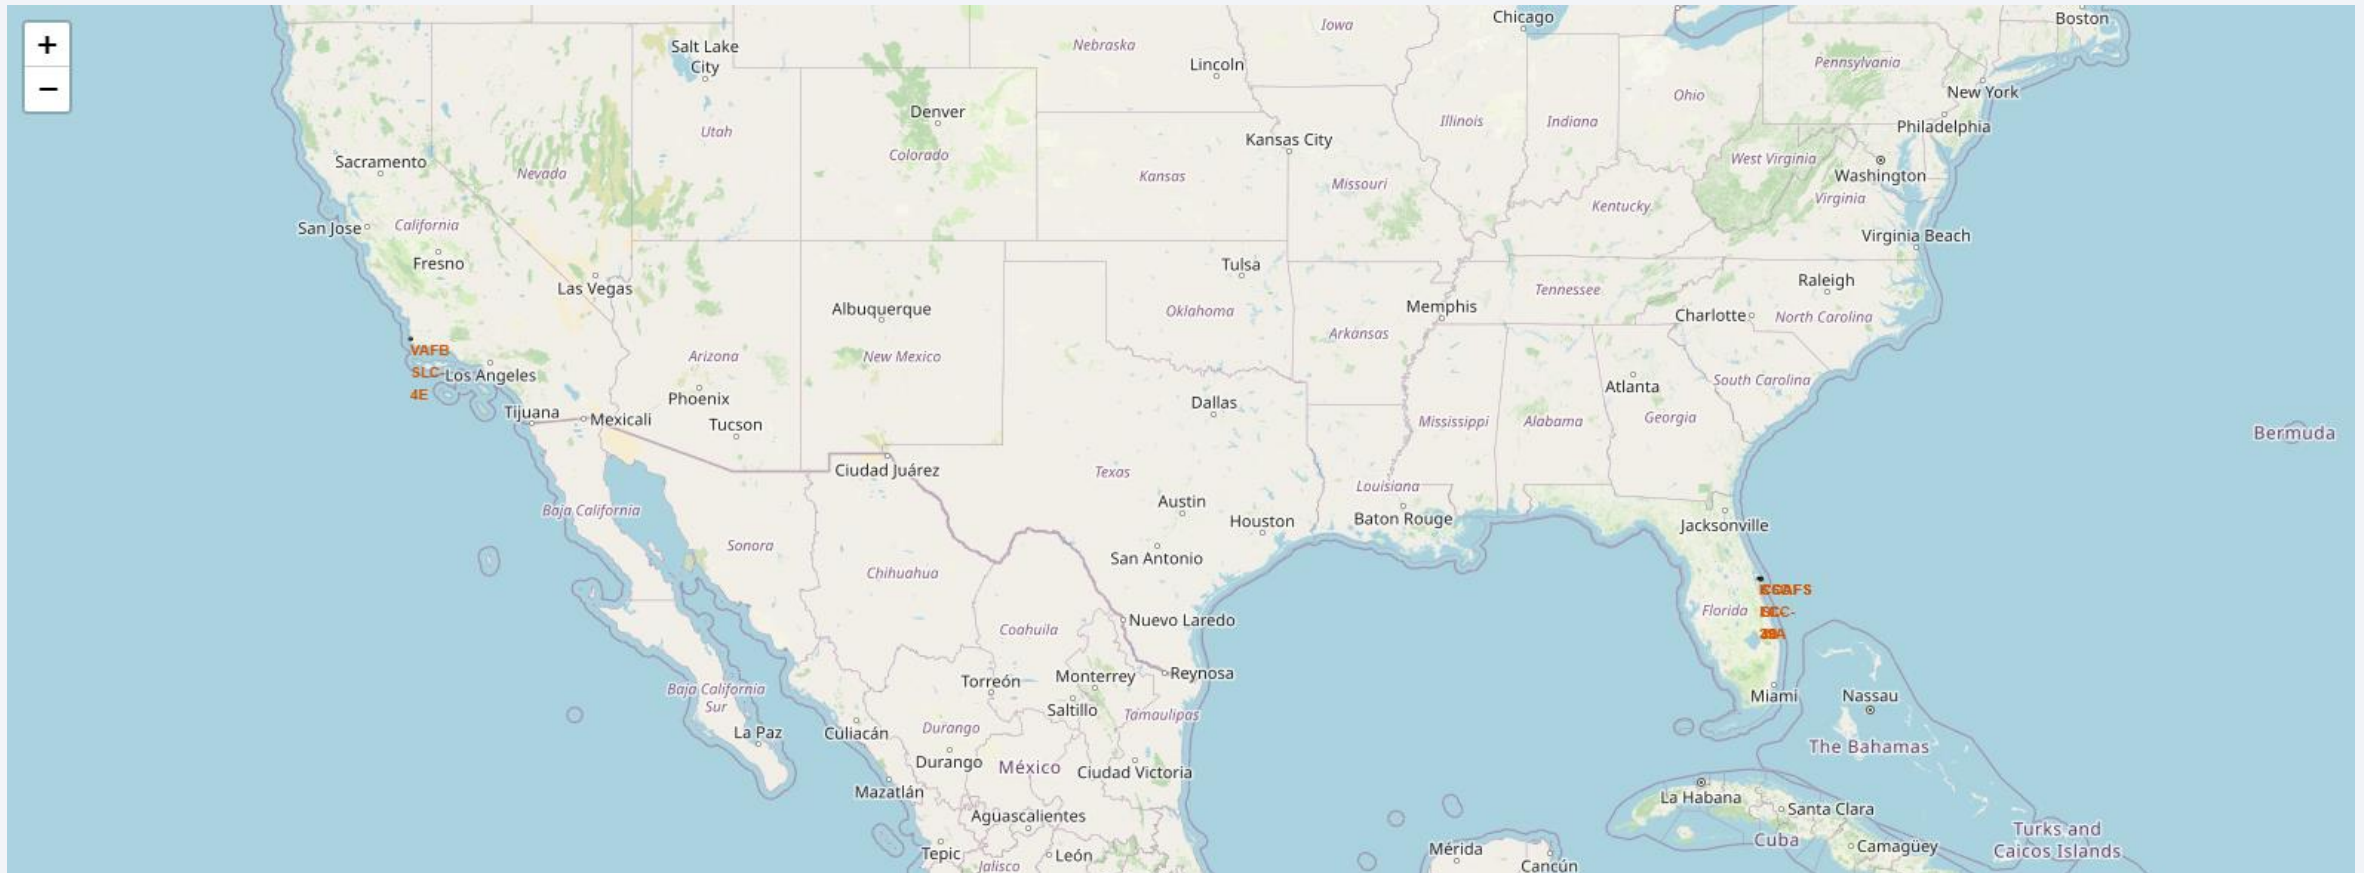 +
−
Chicago
Iowa
Boston
Nebraska
Salt Lake
City
Lincoln
Pennsylvania
New York
Ohio
Denver
Illinois
Indiana
Philadelphia
Utah
Kansas City
Colorado
Sacramento
West Virginia
Nevada
Kansas
Washington
Missouri
Virginia
Kentucky
San Jose
California
Virginia Beach
Fresno
Tulsa
Raleigh
Las Vegas
Tennessee
Albuquerque
Memphis
Oklahoma
Charlotte
North Carolina
Arkansas
VAFB
SLC-
4E
Los Angeles
Arizona
New Mexico
South Carolina
Atlanta
Phoenix
Dallas
Tijuana
Mexicali
Tucson
Mississippi
Alabama
Georgia
Bermuda
Ciudad Juárez
Texas
Louisiana
Austin
Baja California
Houston
Baton Rouge
Jacksonville
Sonora
San Antonio
Chihuahua
Florida
Nuevo Laredo
Coahuila
Reynosa
Monterrey
Torreón
Baja California
Sur
Miami
Nassau
Saltillo
Tamaulipas
Durango
La Paz
Culiacán
The Bahamas
Durango
México
Ciudad Victoria
Mazatlán
La Habana
Santa Clara
Aguascalientes
Turks and
Caicos Islands
Cuba
Camagüey
Tepic
León
Mérida
Jalisco
Cancún